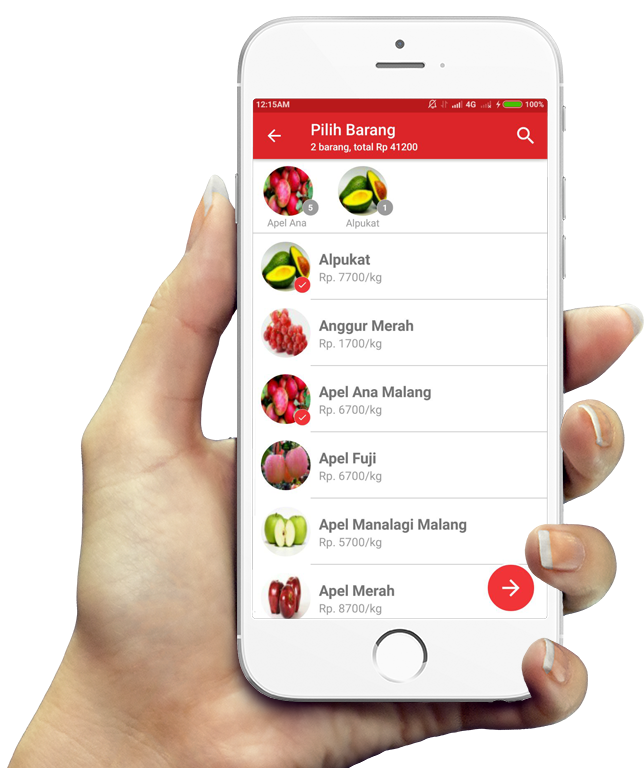 12:15AM 4G 100%
Pilih Barang
2 barang, total Rp 41200
5 1
Apel Ana Alpukat
Alpukat
Rp. 7700/kg
Anggur Merah
Rp. 1700/kg
Apel Ana Malang
Rp. 6700/kg
Apel Fuji
Rp. 6700/kg
Apel Manalagi Malang
Rp. 5700/kg
Apel Merah
Rp. 8700/kg